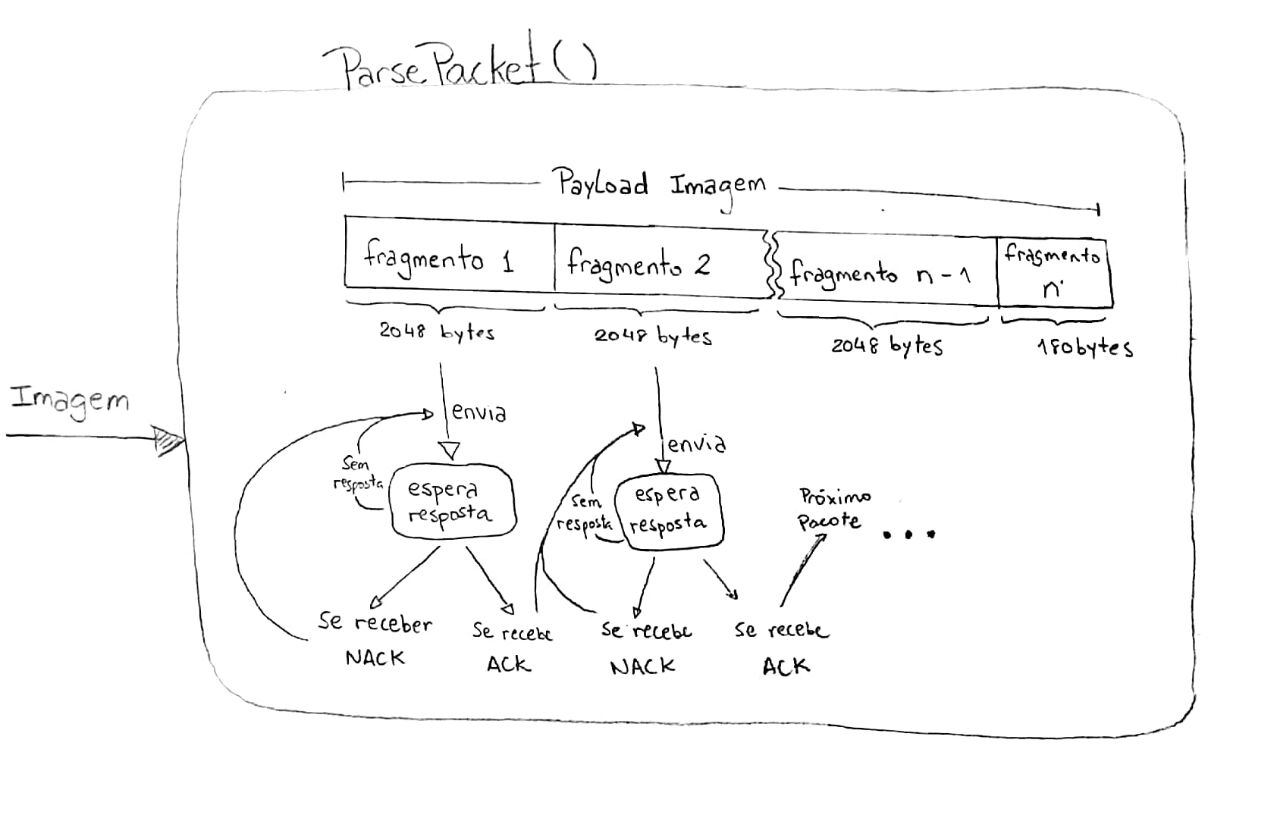 ParsePacket()
Payload Imagem
fragmento 1
fragmento 2
fragmento n-1
fragmento
n
2048 bytes
2048 bytes
2048 bytes
180bytes
Imagem
envia
Sem
resposta
espera
resposta
envia
Sem
resposta
espera
resposta
Próximo
Pacote ...
Se receber
NACK
Se recebe
ACK
Se recebe
NACK
Se recebe
ACK